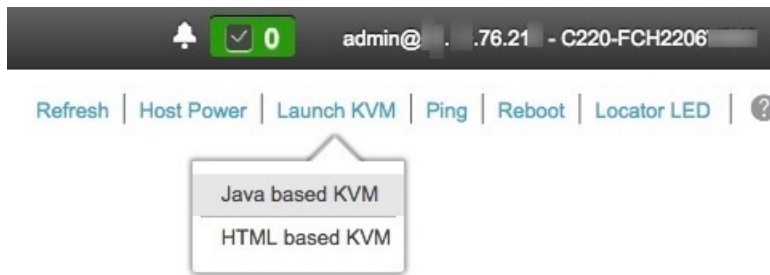 0 admin@ . .76.21 - C220-FCH2206
Refresh | Host Power | Launch KVM | Ping | Reboot | Locator LED | ?
Java based KVM
HTML based KVM